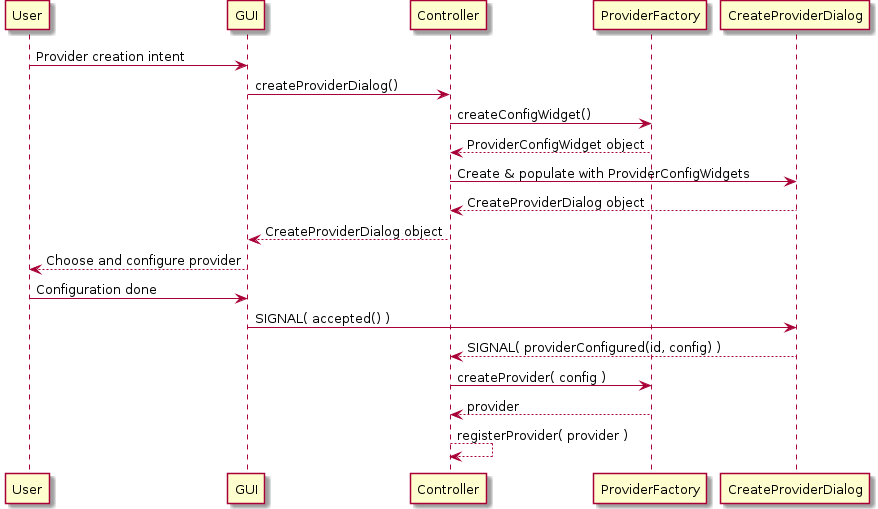 User GUI Controller ProviderFactory CreateProviderDialog
Provider creation intent
createProviderDialog()
createConfigWidget()
ProviderConfigWidget object
Create & populate with ProviderConfigWidgets
CreateProviderDialog object
CreateProviderDialog object
Choose and configure provider
Configuration done
SIGNAL( accepted() )
SIGNAL( providerConfigured(id, config) )
createProvider( config )
provider
registerProvider( provider )
User GUI Controller ProviderFactory CreateProviderDialog